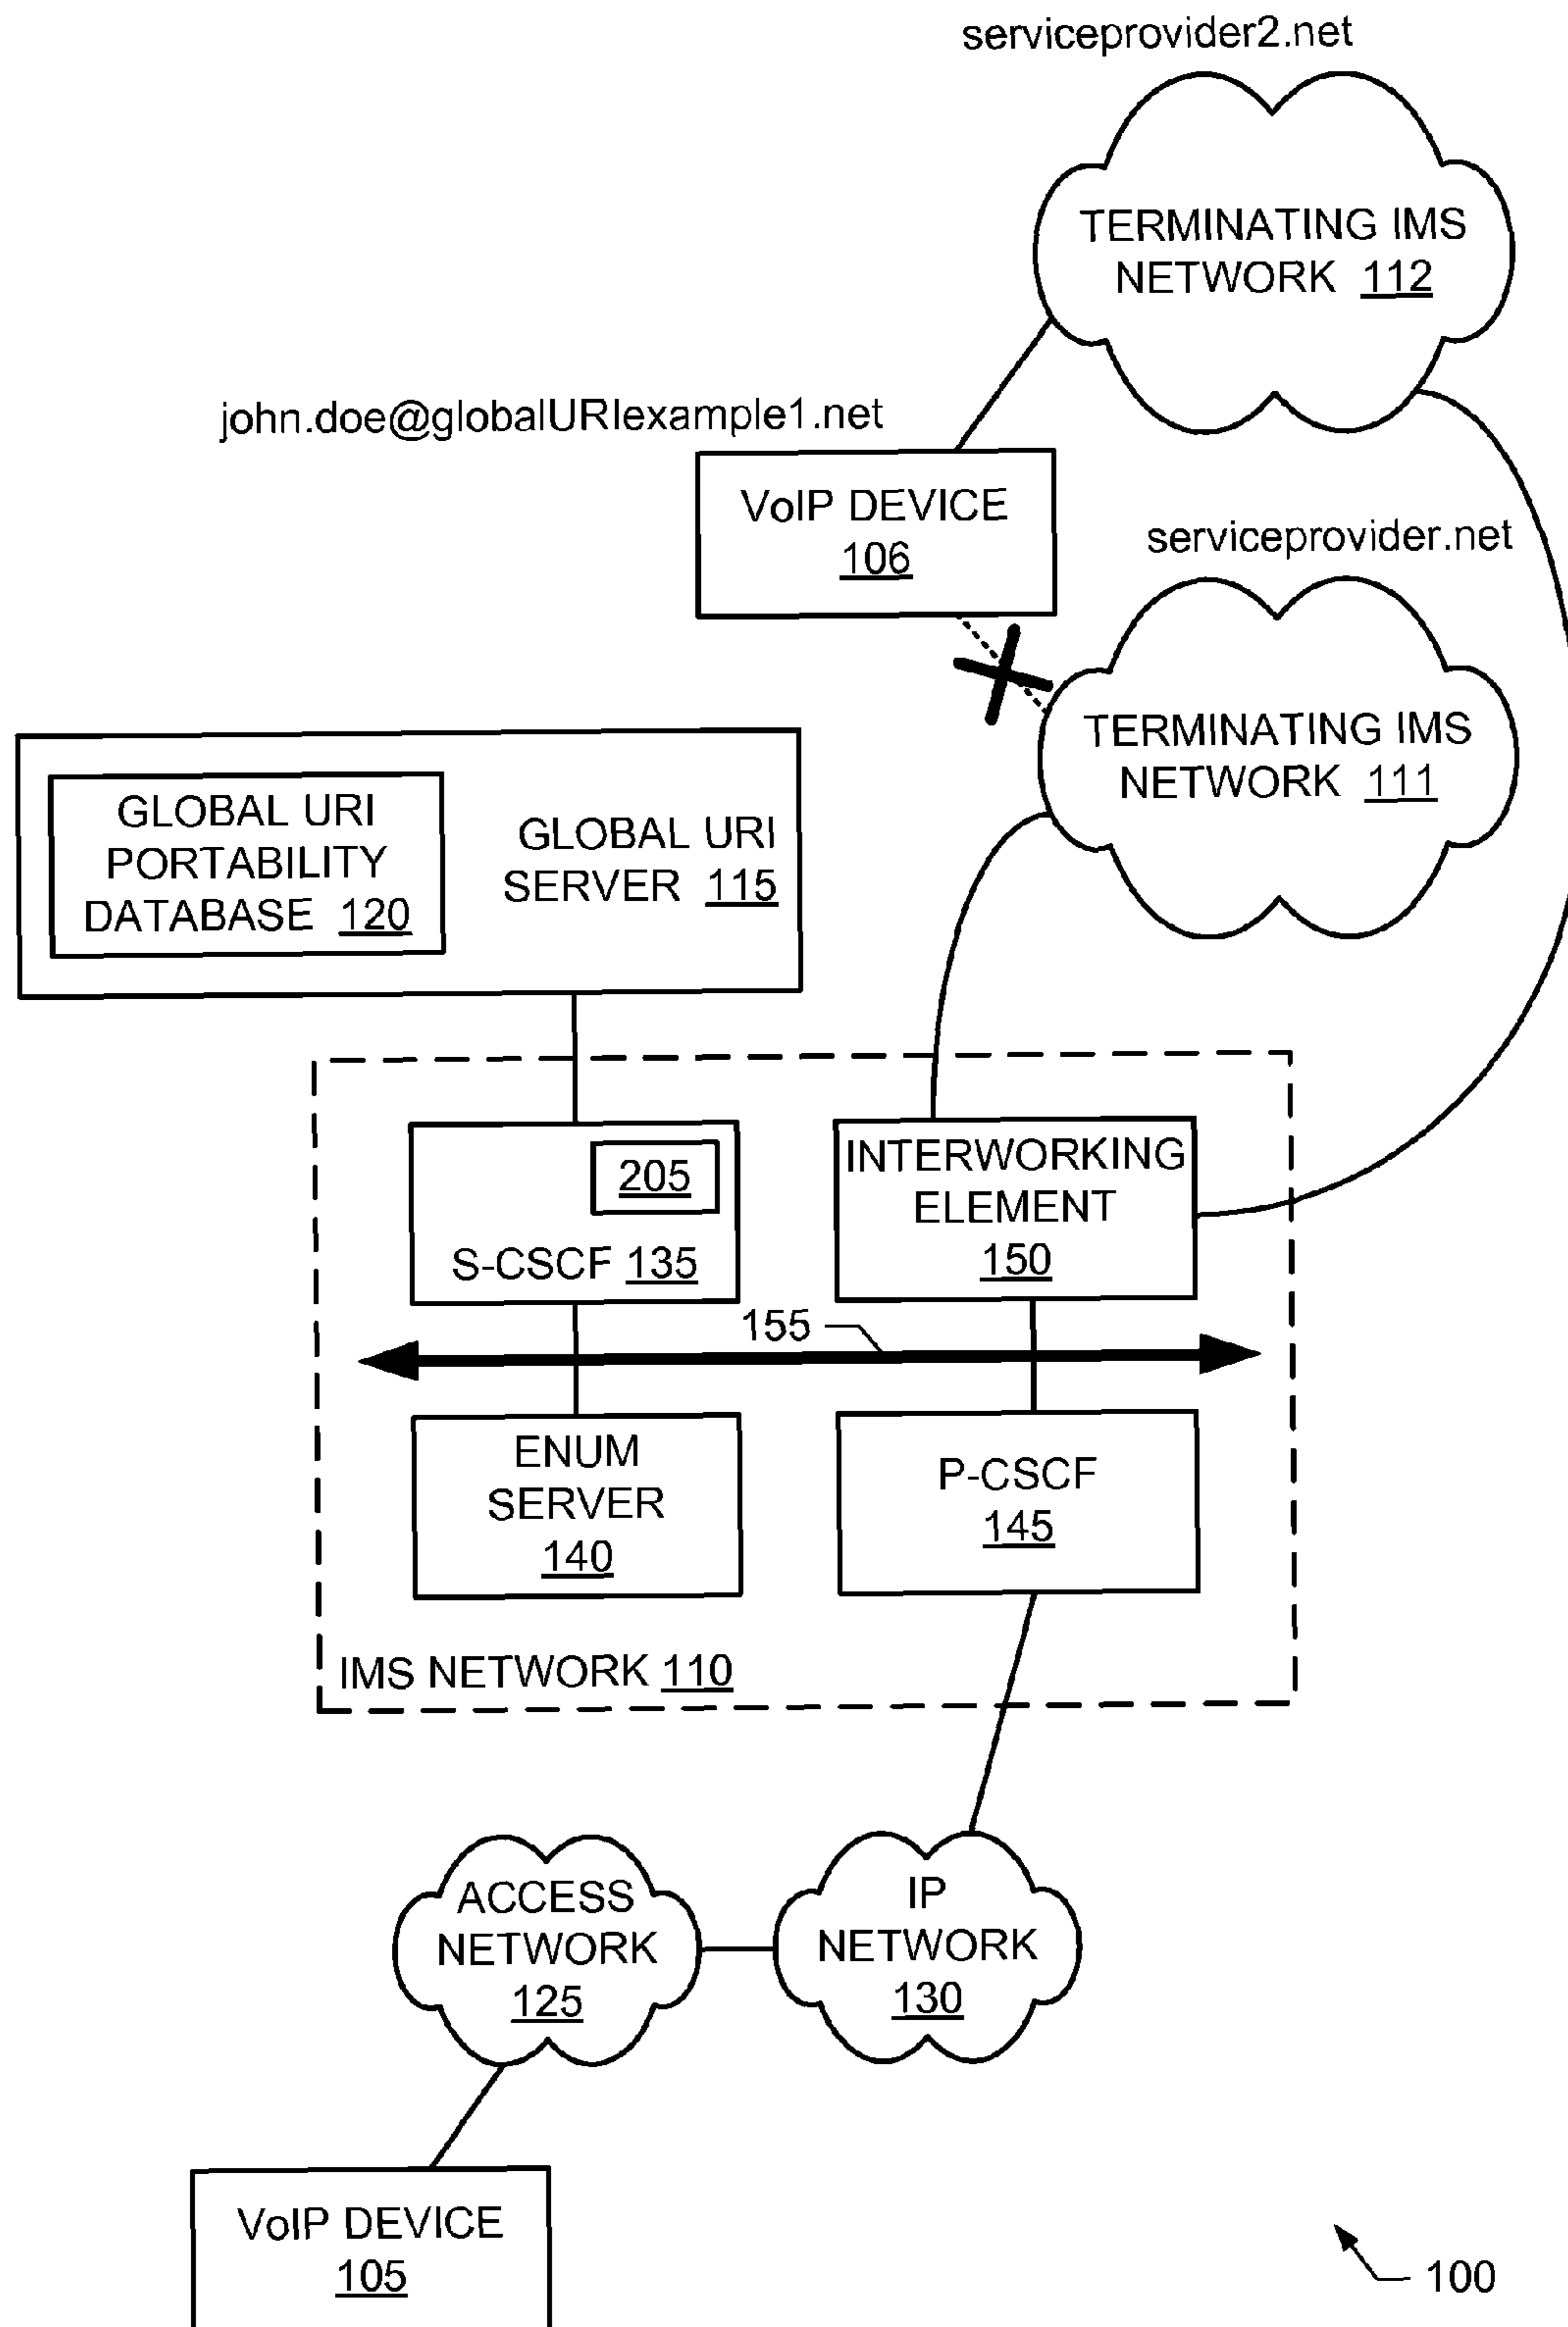 serviceprovider2.net
TERMINATING IMS
NETWORK 112
john.doe@globalURIexample1.net
VoIP DEVICE
106
serviceprovider.net
TERMINATING IMS
NETWORK 111
GLOBAL URI
PORTABILITY
DATABASE 120
GLOBAL URI
SERVER 115
205
S-CSCF 135
INTERWORKING
ELEMENT
150
155
ENUM
SERVER
140
P-CSCF
145
IMS NETWORK 110
ACCESS
NETWORK
125
IP
NETWORK
130
VoIP DEVICE
105
100